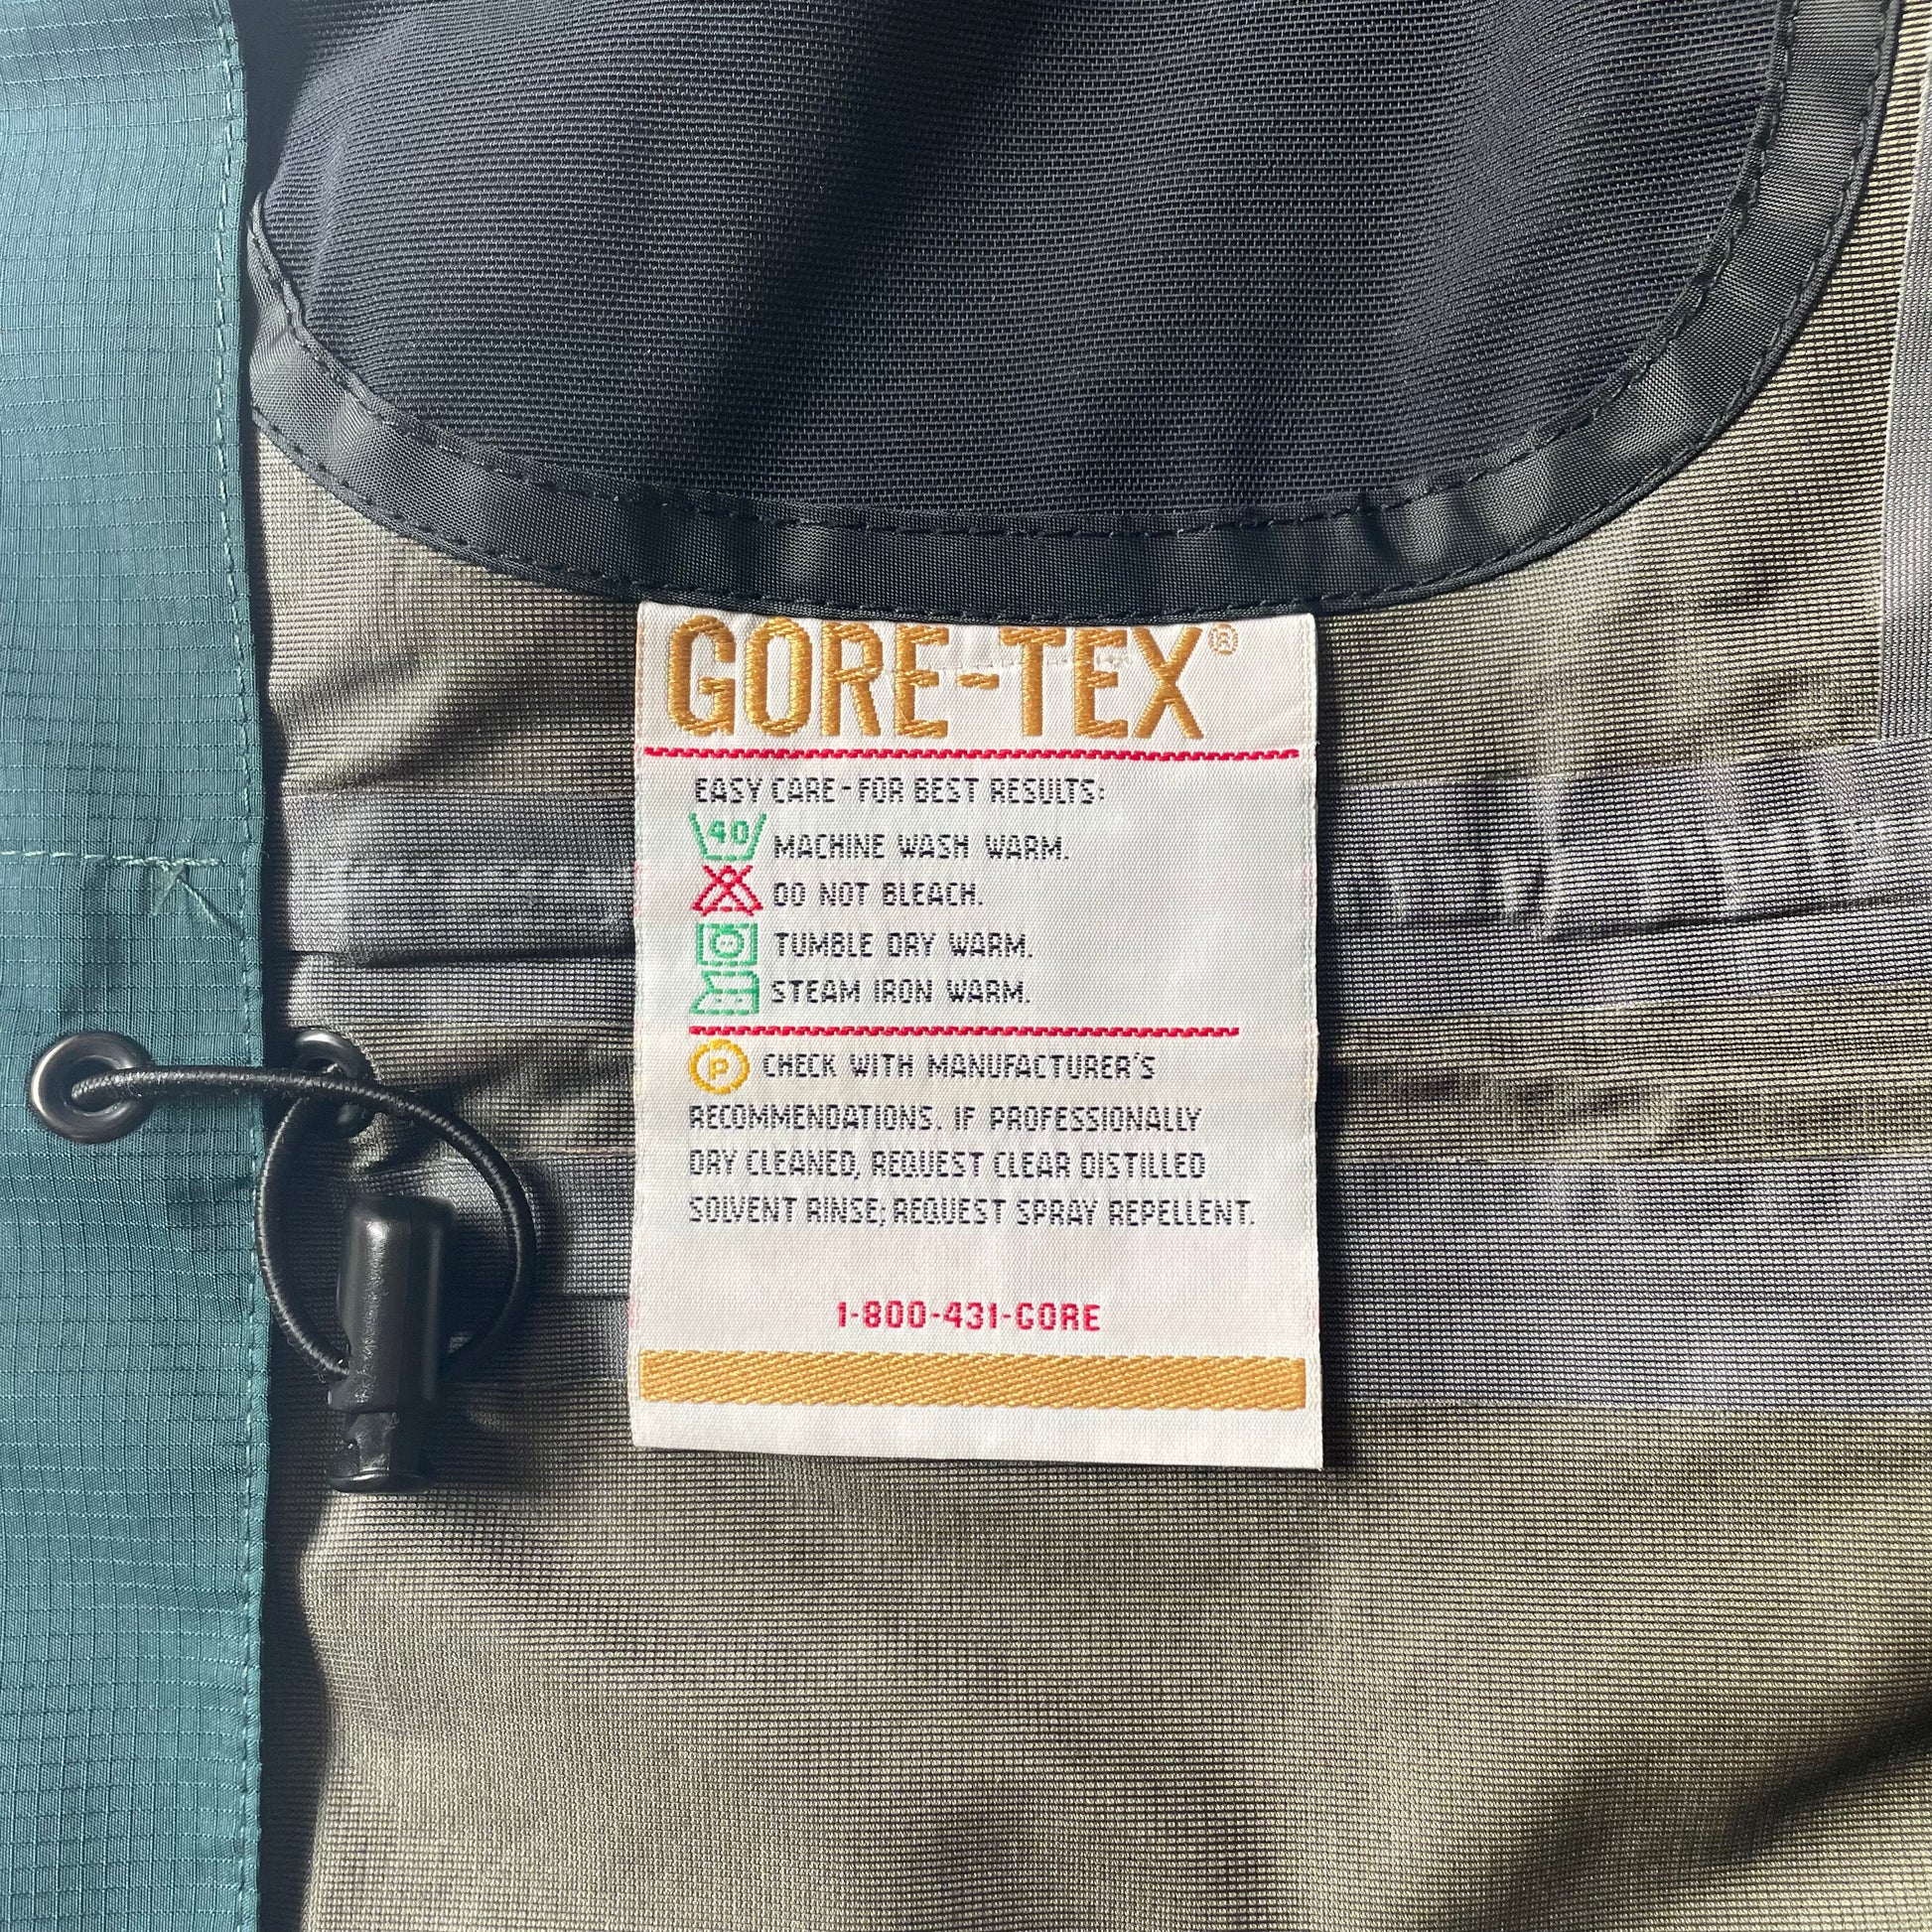 GORE-TEX®
EASY CARE-FOR BEST RESULTS:
40 MACHINE WASH WARM.
DO NOT BLEACH.
TUMBLE DRY WARM.
STEAM IRON WARM.
P CHECK WITH MANUFACTURER'S
RECOMMENDATIONS. IF PROFESSIONALLY
DRY CLEANED, REQUEST CLEAR DISTILLED
SOLVENT RINSE; REQUEST SPRAY REPELLENT.
1-800-431-GORE